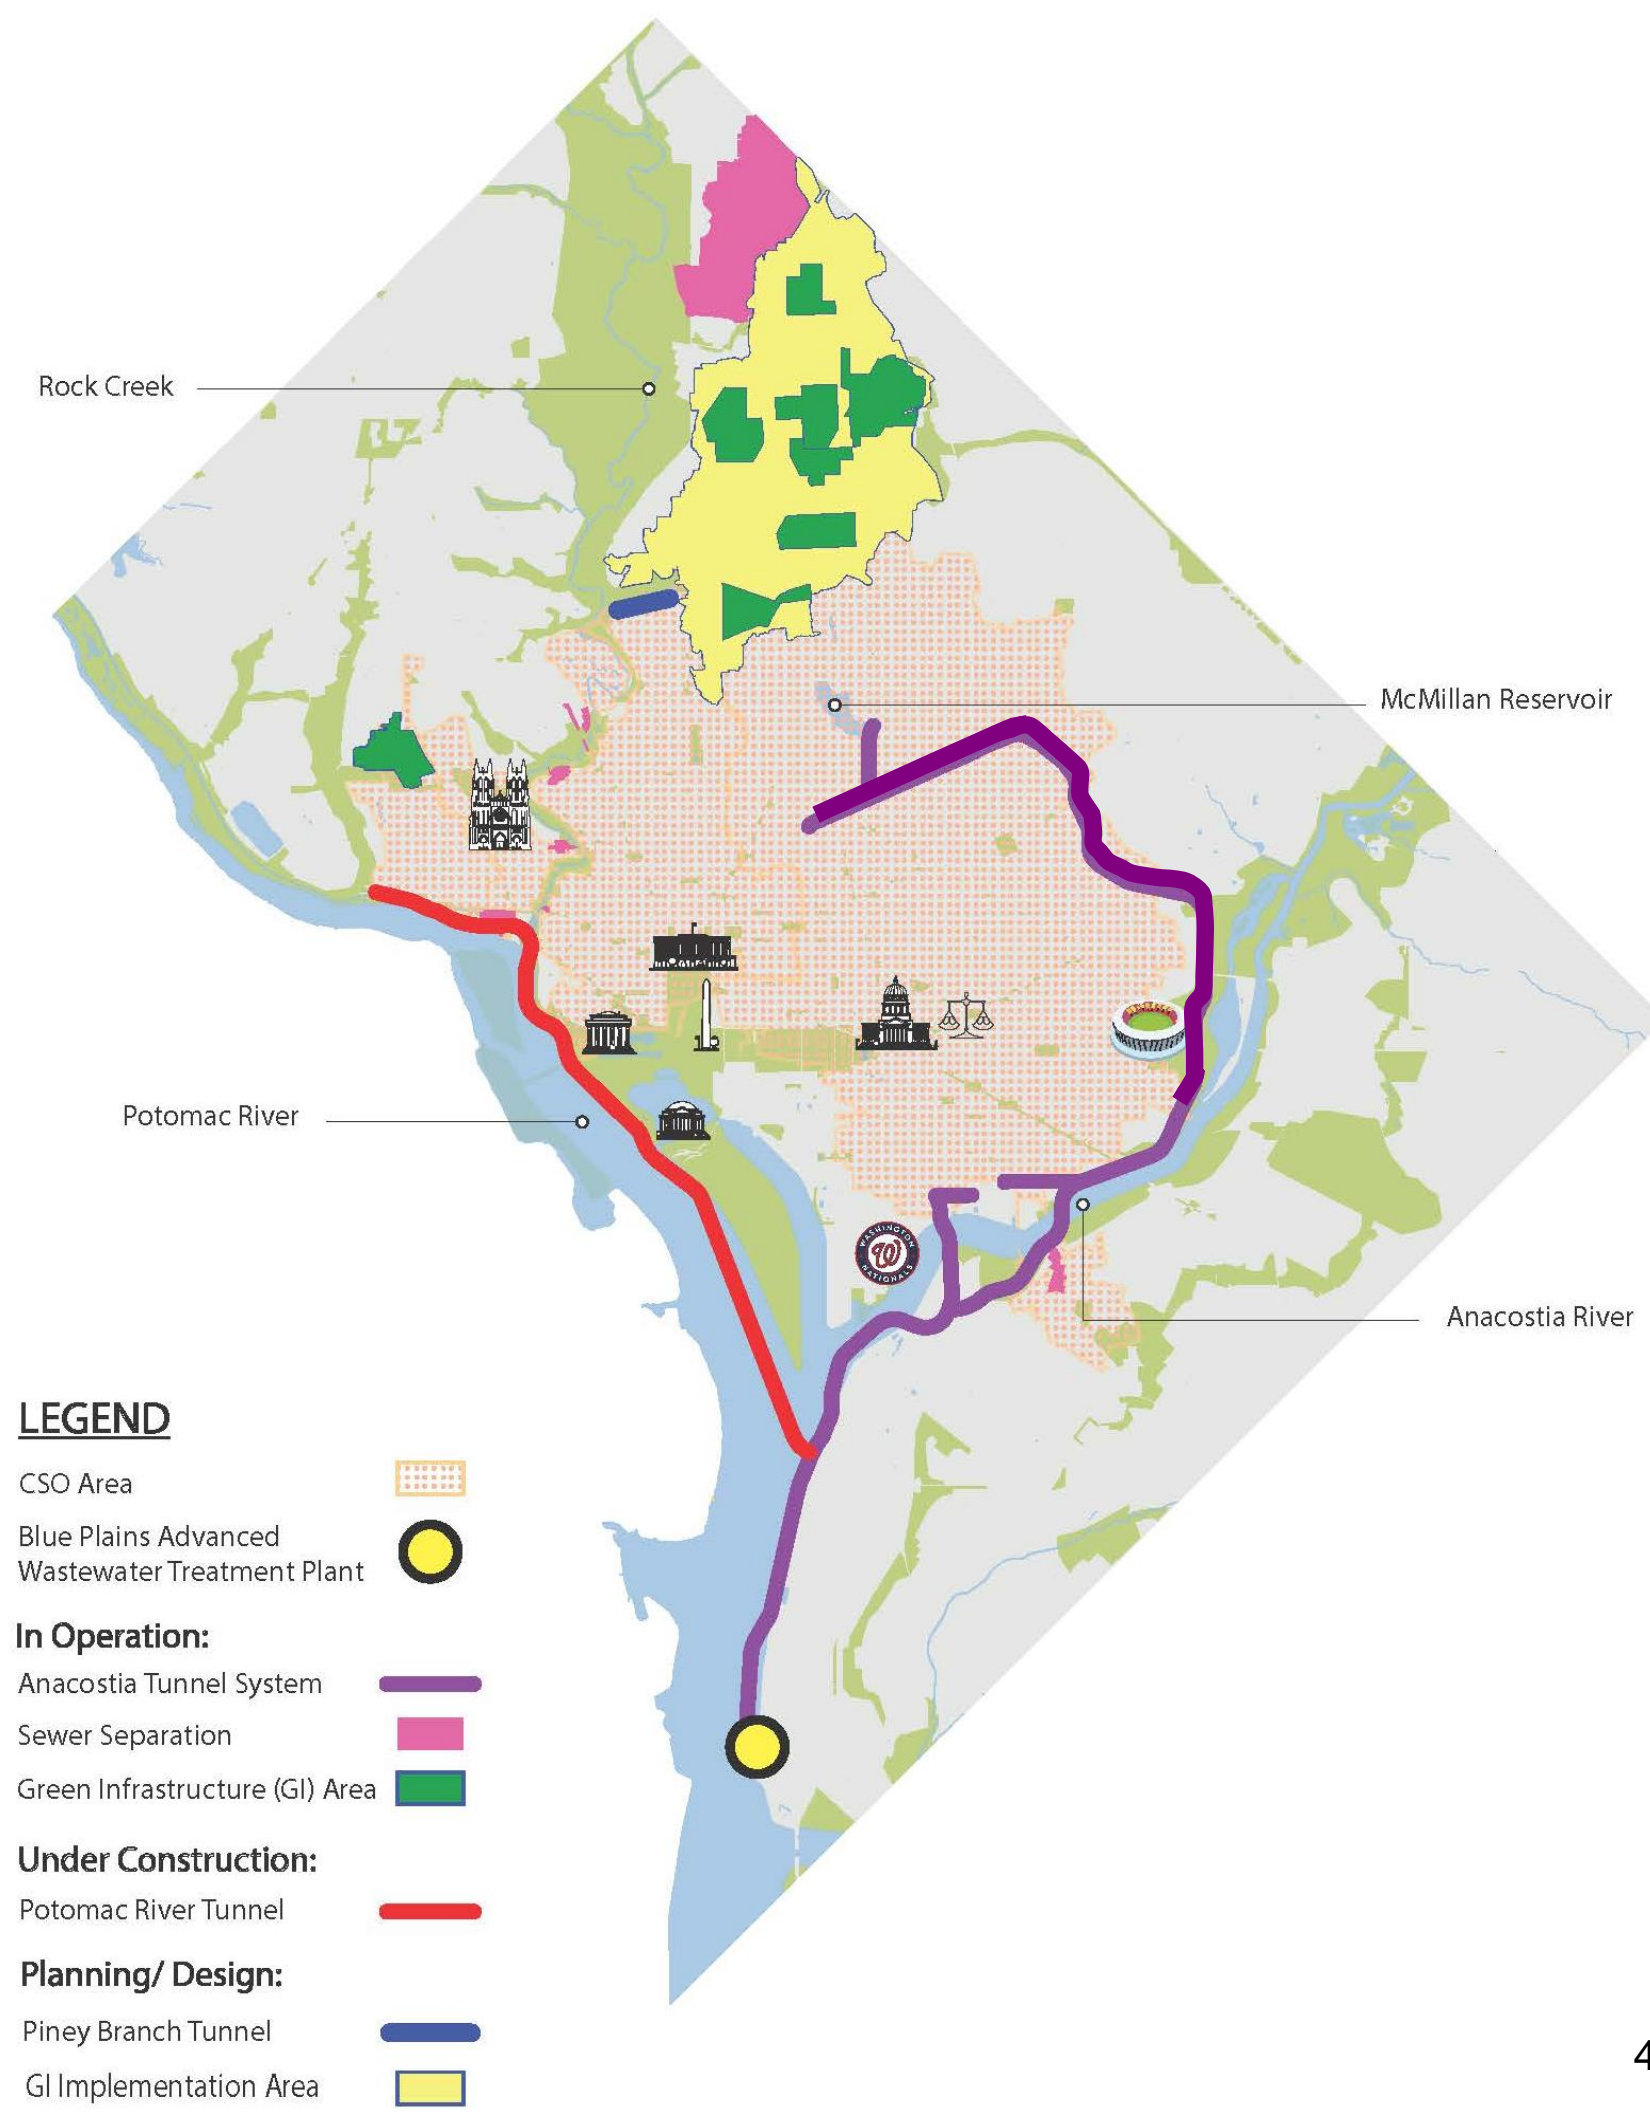 Rock Creek
McMillan Reservoir
Potomac River
WASHINGTON
W
NATIONALS
Anacostia River
LEGEND
CSO Area
Blue Plains Advanced
Wastewater Treatment Plant
In Operation:
Anacostia Tunnel System
Sewer Separation
Green Infrastructure (GI) Area
Under Construction:
Potomac River Tunnel
Planning/ Design:
Piney Branch Tunnel
GI Implementation Area
4